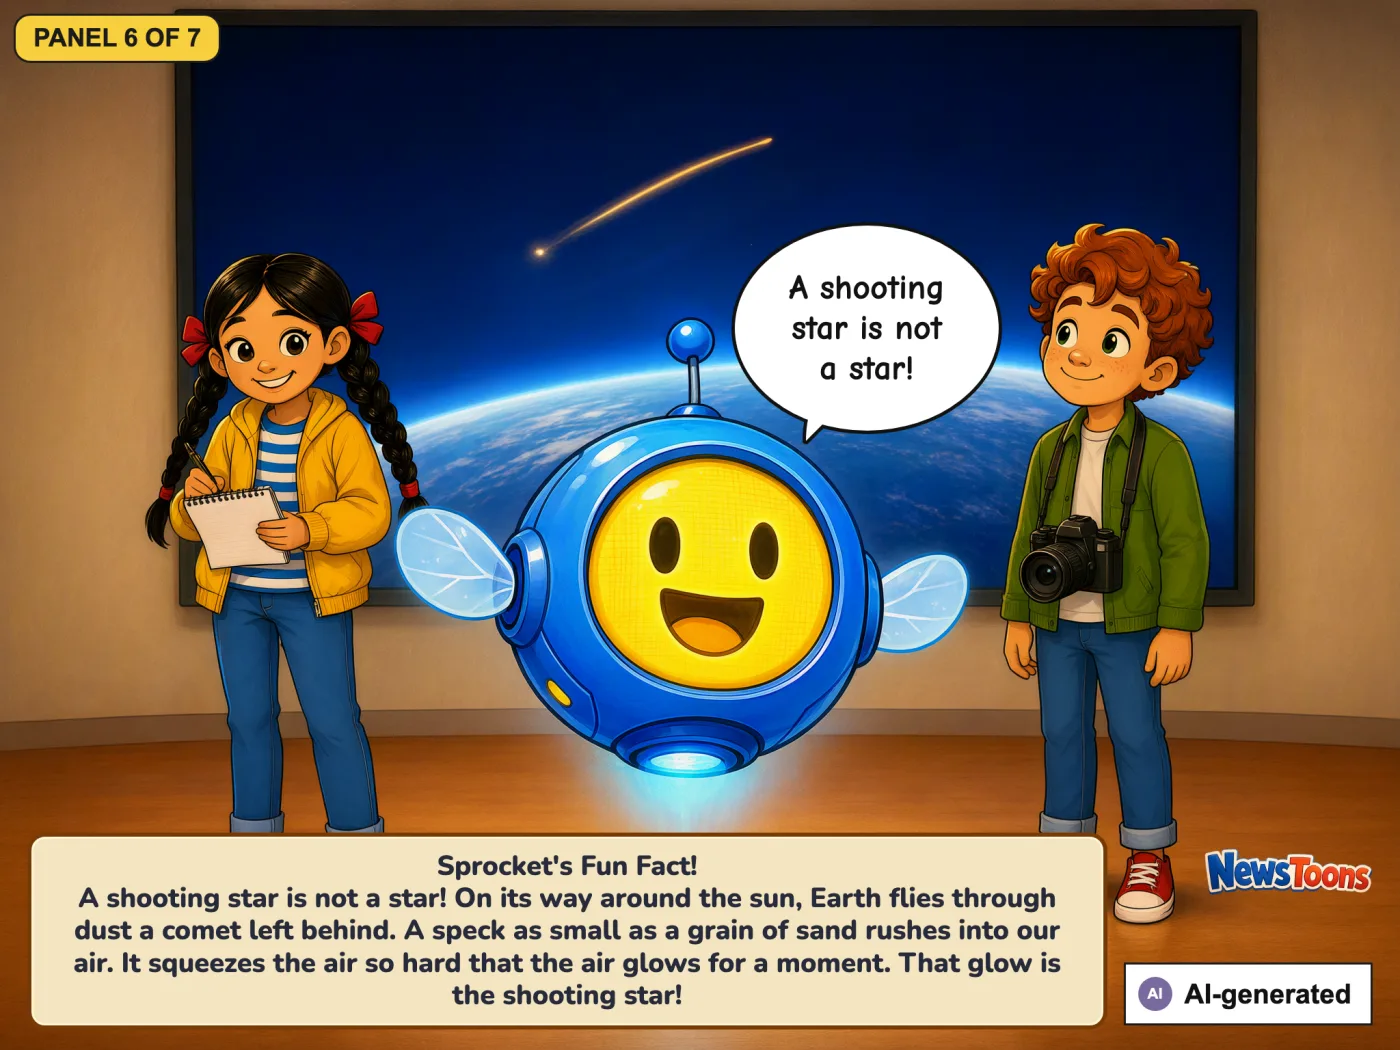 PANEL 6 OF 7
A shooting
star is not
a star!
Sprocket's Fun Fact!
A shooting star is not a star! On its way around the sun, Earth flies through
dust a comet left behind. A speck as small as a grain of sand rushes into our
air. It squeezes the air so hard that the air glows for a moment. That glow is
the shooting star!
NewsToons
AI AI-generated